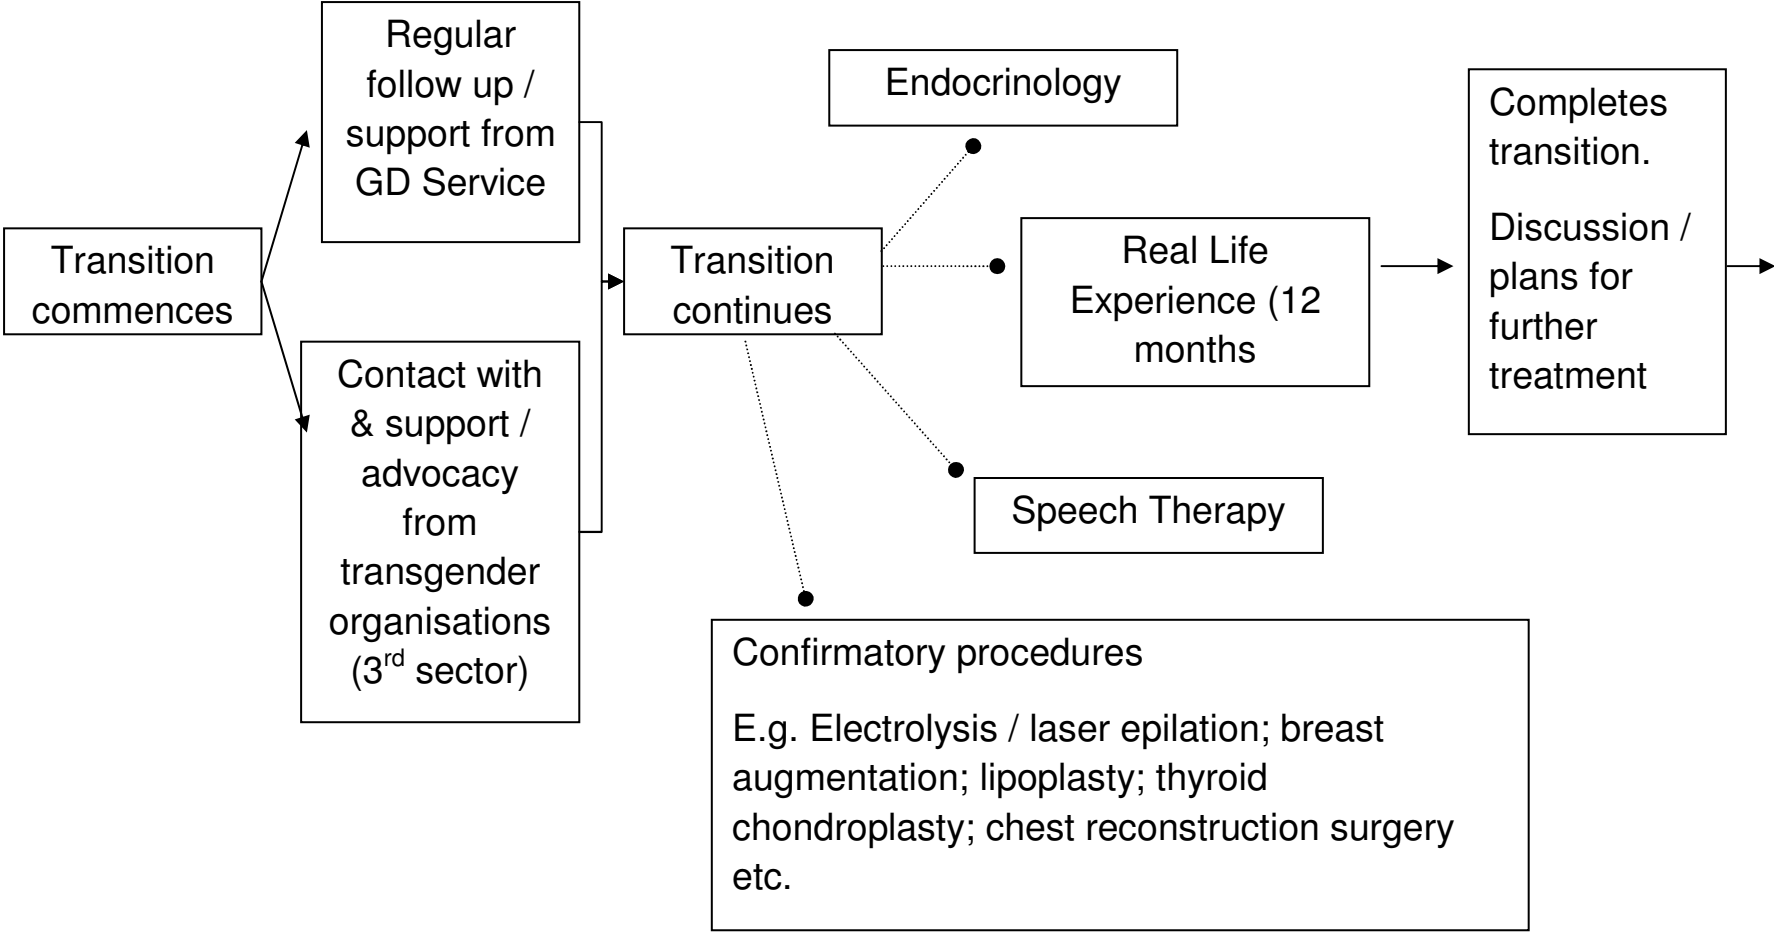 Transition
commences
Regular
follow up /
support from
GD Service
Contact with
& support /
advocacy
from
transgender
organisations
(3rd sector)
Transition
continues
Endocrinology
Real Life
Experience (12
months
Speech Therapy
Confirmatory procedures
E.g. Electrolysis / laser epilation; breast
augmentation; lipoplasty; thyroid
chondroplasty; chest reconstruction surgery
etc.
Completes
transition.
Discussion /
plans for
further
treatment